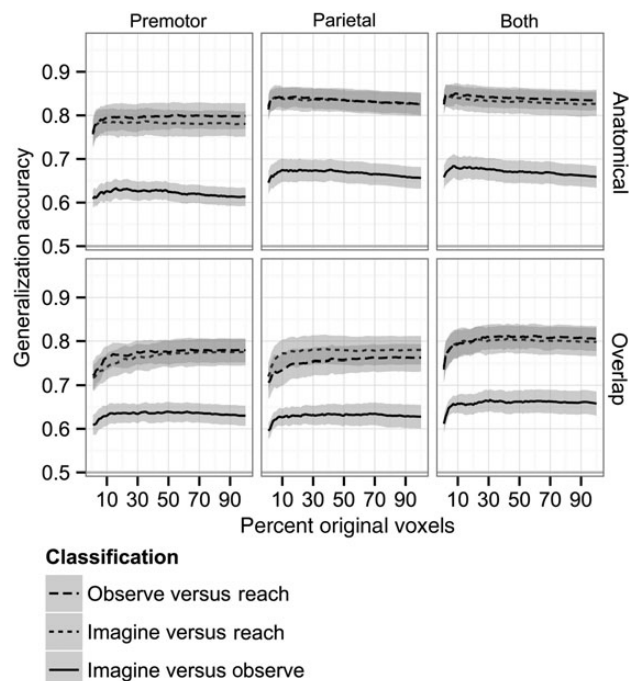 Premotor Parietal Both
0.9
0.8
0.7
0.6
0.5
Anatomical
0.9
0.8
0.7
0.6
0.5
Overlap
Generalization accuracy
10 30 50 70 90 10 30 50 70 90 10 30 50 70 90
Percent original voxels
Classification
Observe versus reach
Imagine versus reach
Imagine versus observe